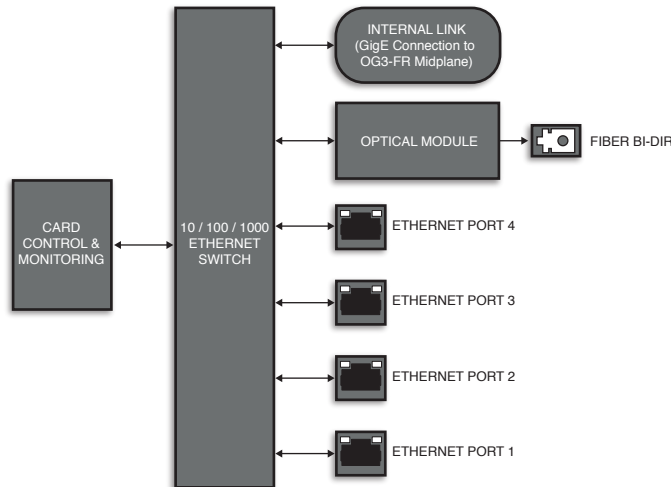 INTERNAL LINK
(GigE Connection to
OG3-FR Midplane)
OPTICAL MODULE
FIBER BI-DIR
CARD
CONTROL &
MONITORING
10 / 100 / 1000
ETHERNET
SWITCH
ETHERNET PORT 4
ETHERNET PORT 3
ETHERNET PORT 2
ETHERNET PORT 1